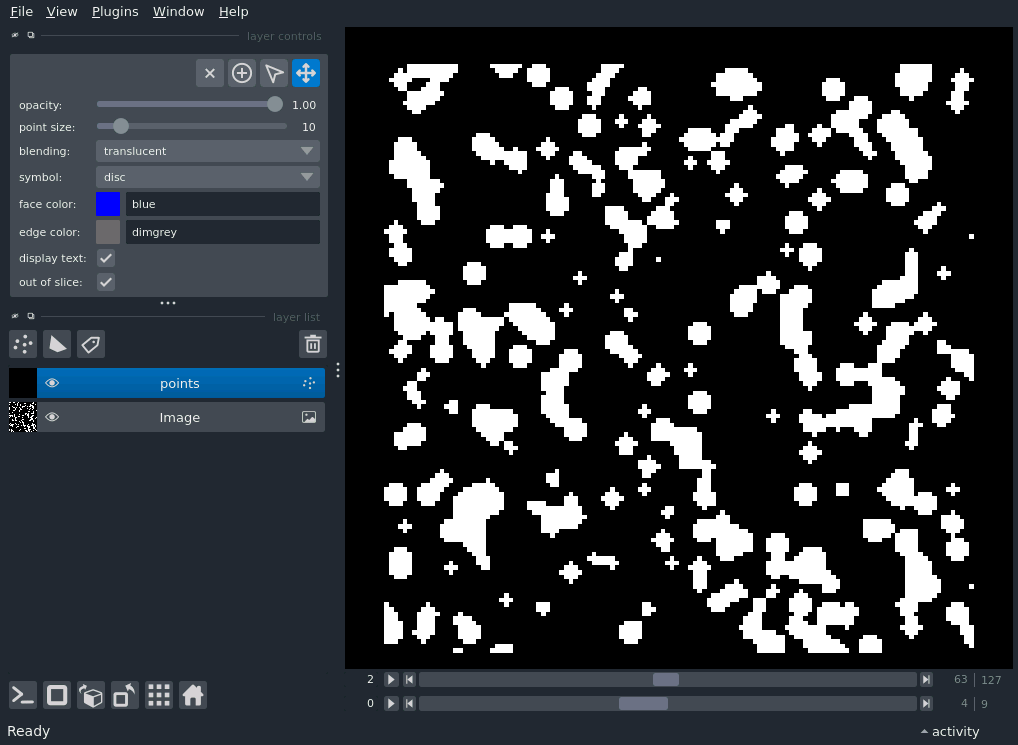 File View Plugins Window Help
layer controls
opacity: 1.00
point size: 10
blending: translucent
symbol: disc
face color: blue
edge color: dimgrey
display text:
out of slice:
layer list
points
Image
2 63 127
0 4 9
Ready activity